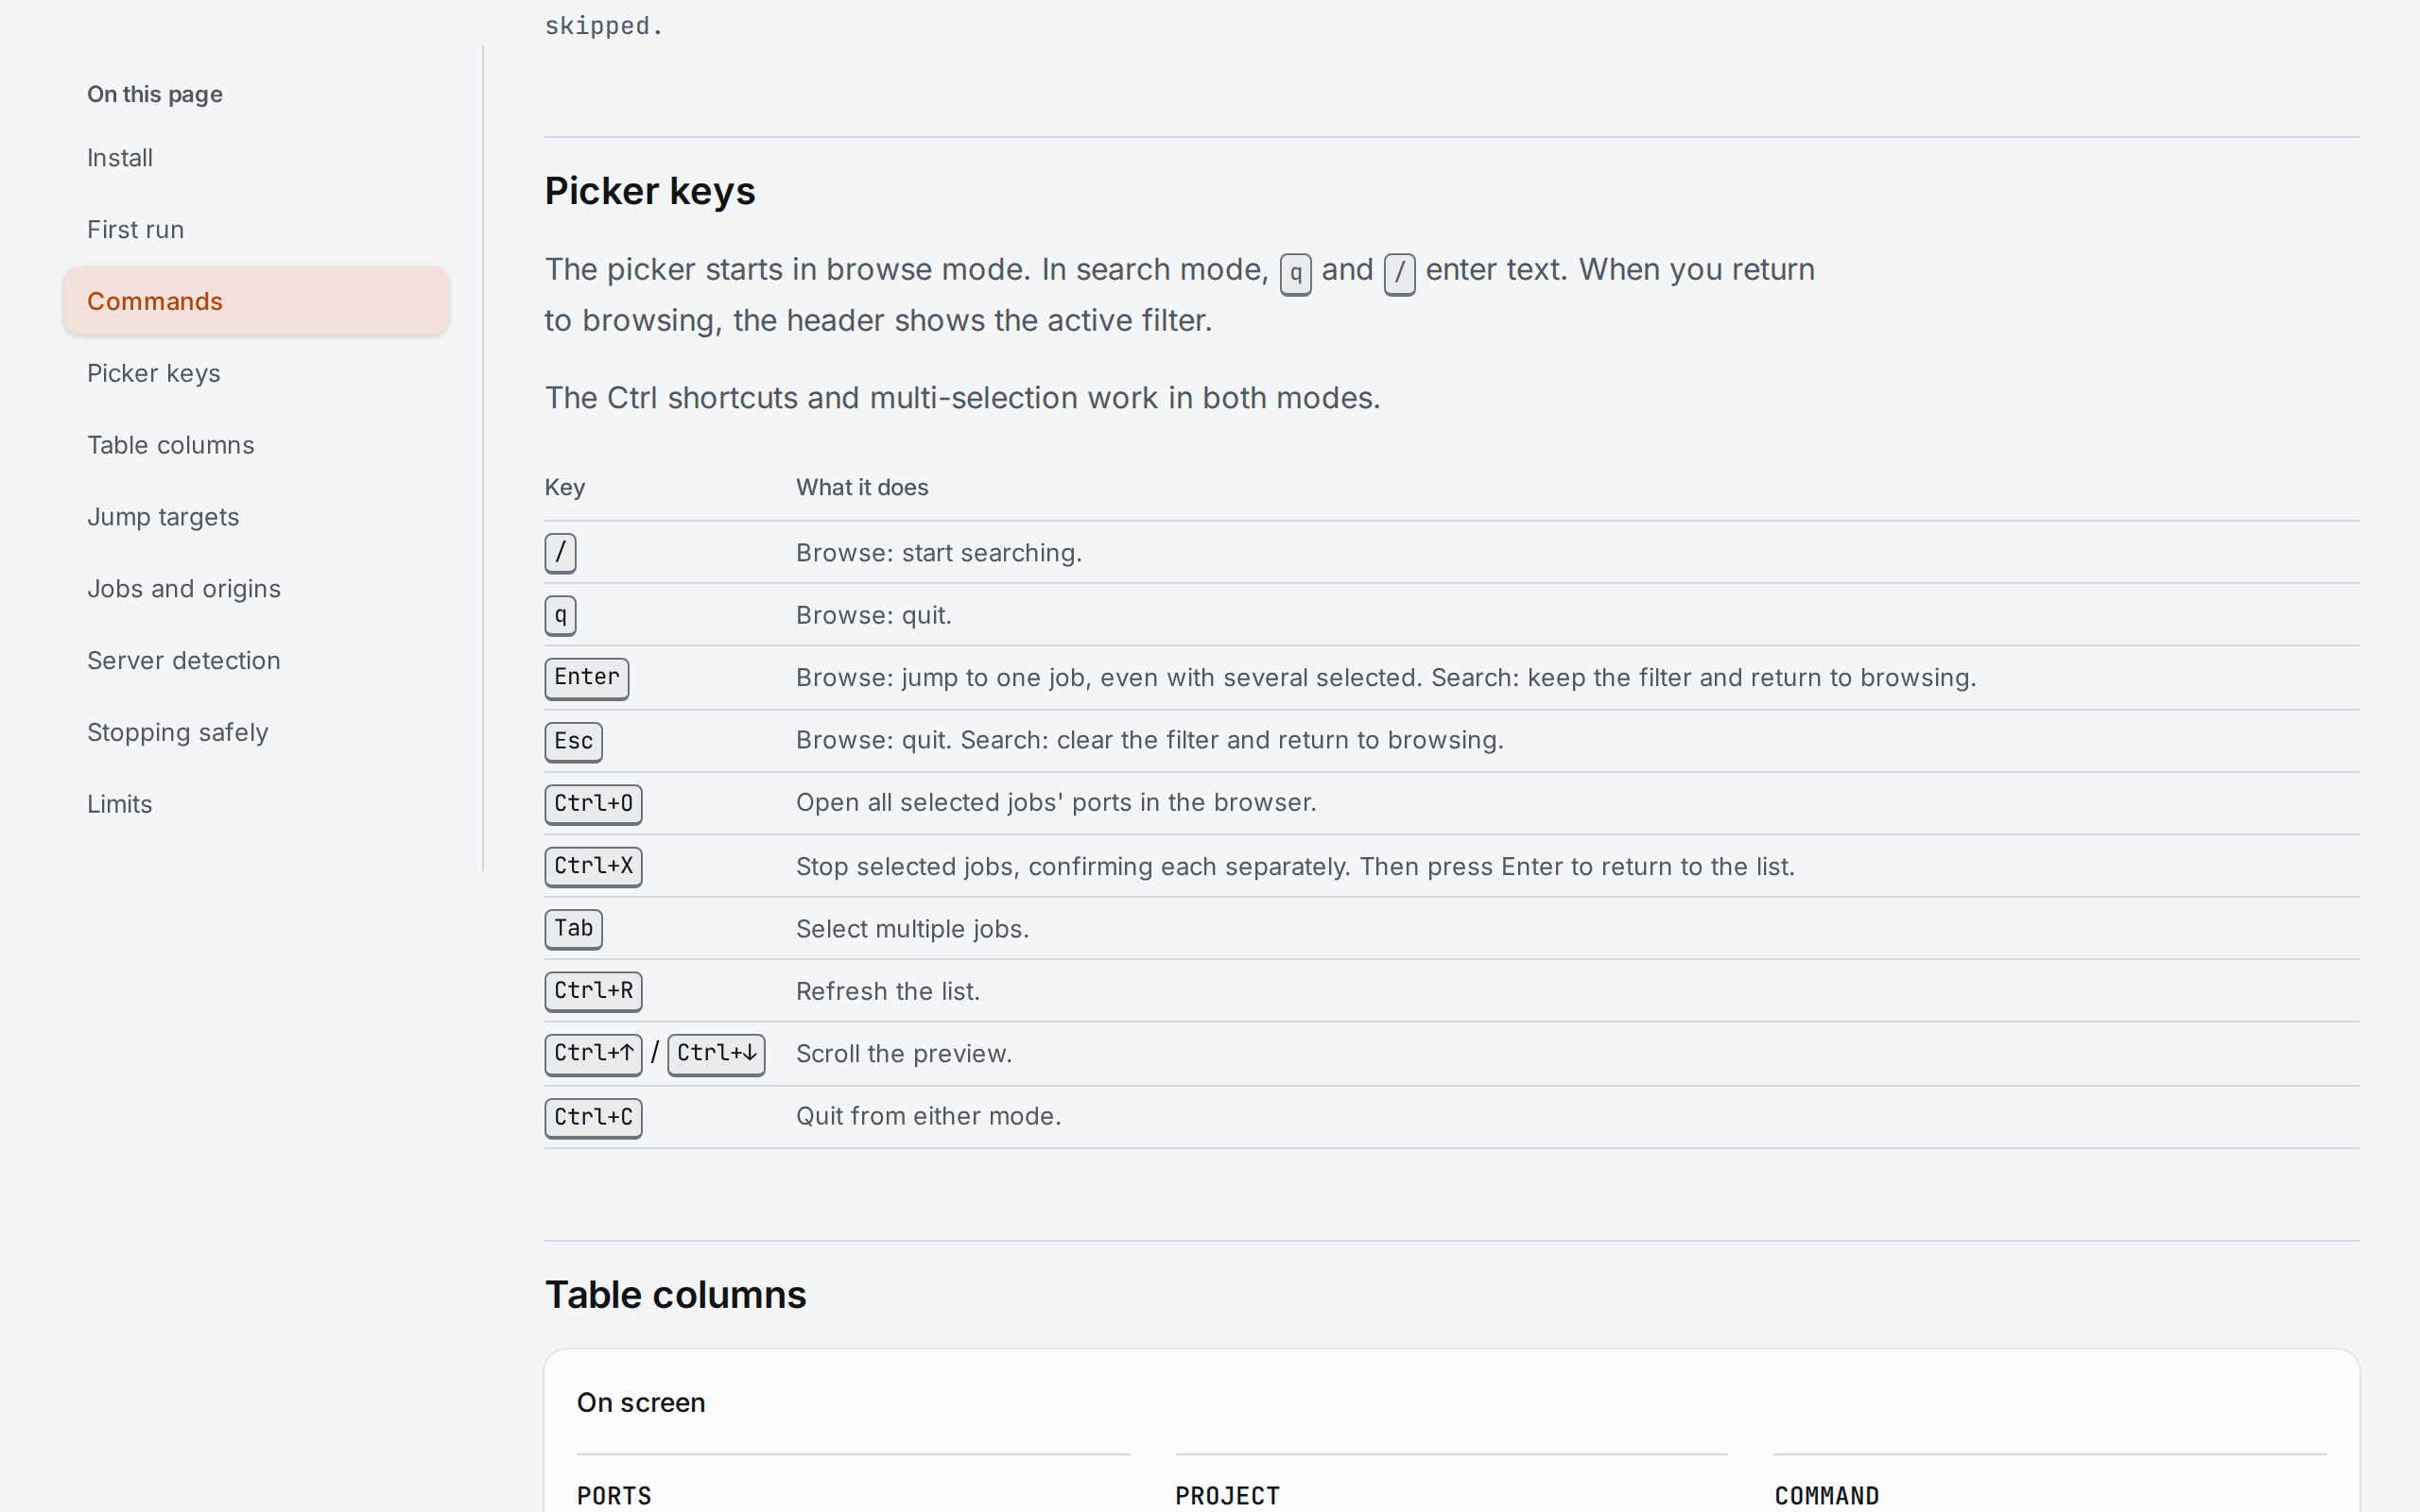 skipped.
On this page
Install
First run
Commands
Picker keys
Table columns
Jump targets
Jobs and origins
Server detection
Stopping safely
Limits
Picker keys
The picker starts in browse mode. In search mode, q and / enter text. When you return
to browsing, the header shows the active filter.
The Ctrl shortcuts and multi-selection work in both modes.
Key What it does
/ Browse: start searching.
q Browse: quit.
Enter Browse: jump to one job, even with several selected. Search: keep the filter and return to browsing.
Esc Browse: quit. Search: clear the filter and return to browsing.
Ctrl+O Open all selected jobs' ports in the browser.
Ctrl+X Stop selected jobs, confirming each separately. Then press Enter to return to the list.
Tab Select multiple jobs.
Ctrl+R Refresh the list.
Ctrl+↑ / Ctrl+↓ Scroll the preview.
Ctrl+C Quit from either mode.
Table columns
On screen
PORTS PROJECT COMMAND